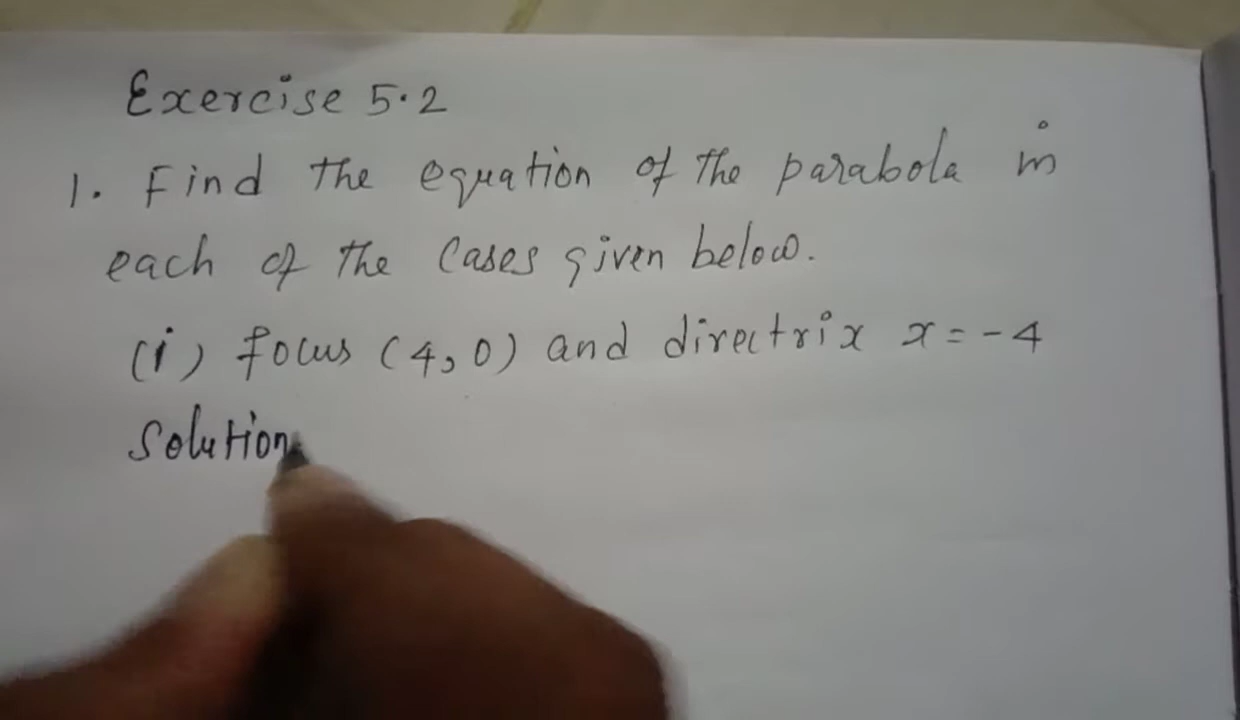 Exercise 5.2
1. Find the equation of the parabola in
each of the Cases given below.
(i) focus (4,0) and directrix x = -4
Solution